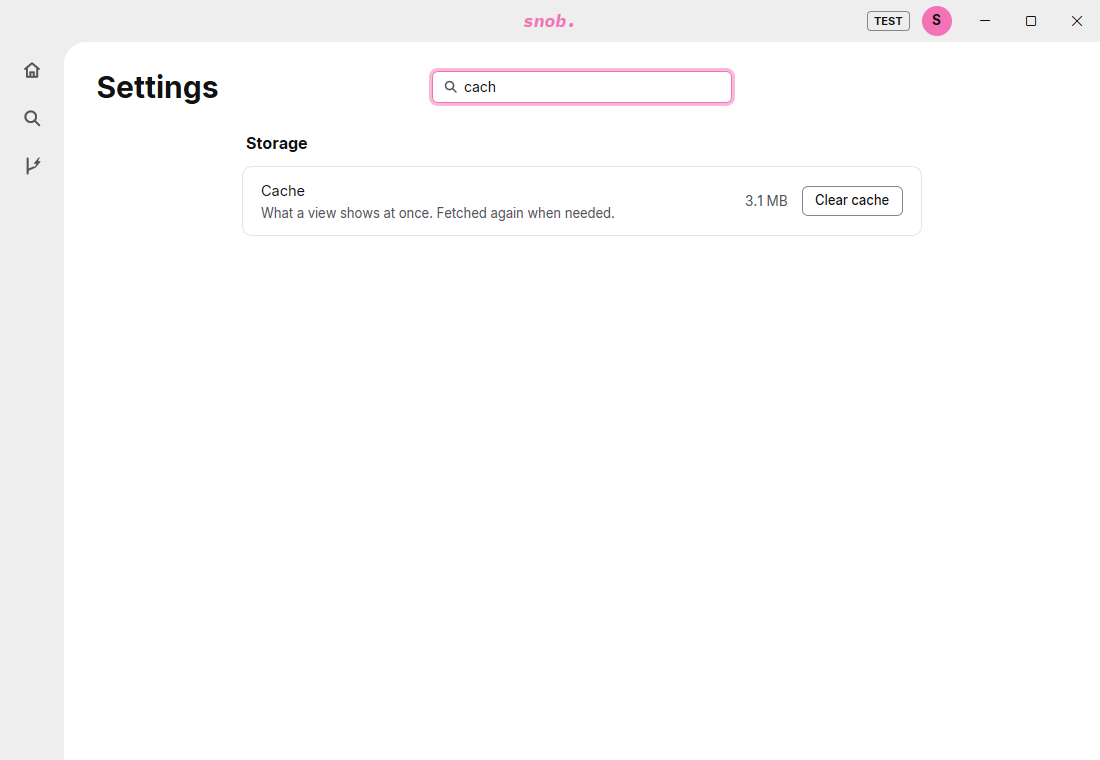 snob.
TEST
S
Settings
cach
Storage
Cache
What a view shows at once. Fetched again when needed.
3.1 MB
Clear cache